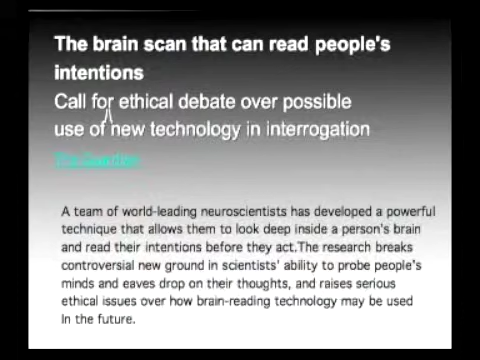 The brain scan that can read people's
intentions
Call for ethical debate over possible
use of new technology in interrogation
The Guardian
A team of world-leading neuroscientists has developed a powerful
technique that allows them to look deep inside a person's brain
and read their intentions before they act.The research breaks
controversial new ground in scientists' ability to probe people's
minds and eaves drop on their thoughts, and raises serious
ethical issues over how brain-reading technology may be used
In the future.